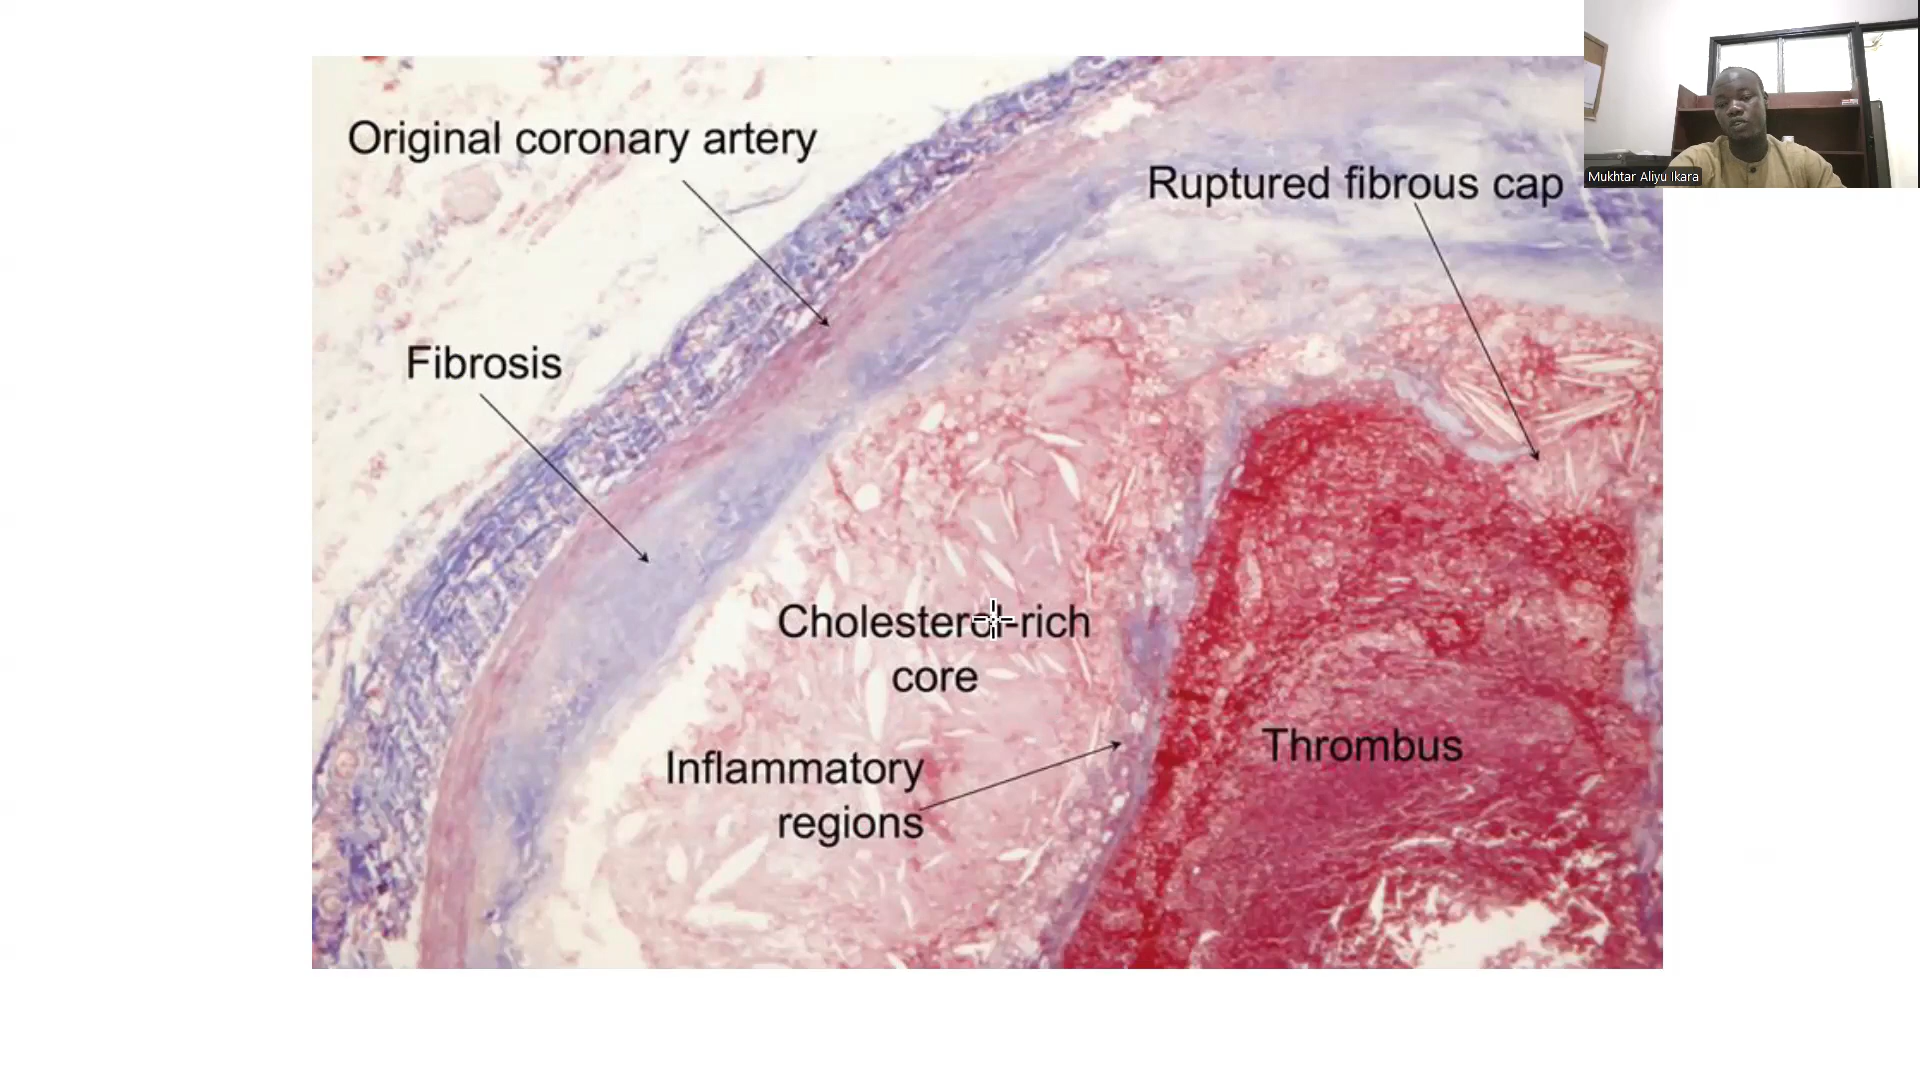 Original coronary artery
Ruptured fibrous cap
Mukhtar Aliyu Ikara
Fibrosis
Cholesterol-rich
core
Inflammatory
regions
Thrombus